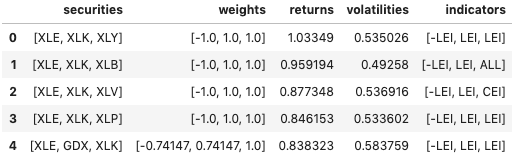 securities weights returns volatilities indicators
0 [XLE, XLK, XLY] [-1.0, 1.0, 1.0] 1.03349 0.535026 [-LEI, LEI, LEI]
1 [XLE, XLK, XLB] [-1.0, 1.0, 1.0] 0.959194 0.49258 [-LEI, LEI, ALL]
2 [XLE, XLK, XLV] [-1.0, 1.0, 1.0] 0.877348 0.536916 [-LEI, LEI, CEI]
3 [XLE, XLK, XLP] [-1.0, 1.0, 1.0] 0.846153 0.533602 [-LEI, LEI, LEI]
4 [XLE, GDX, XLK] [-0.74147, 0.74147, 1.0] 0.838323 0.583759 [-LEI, LEI, LEI]